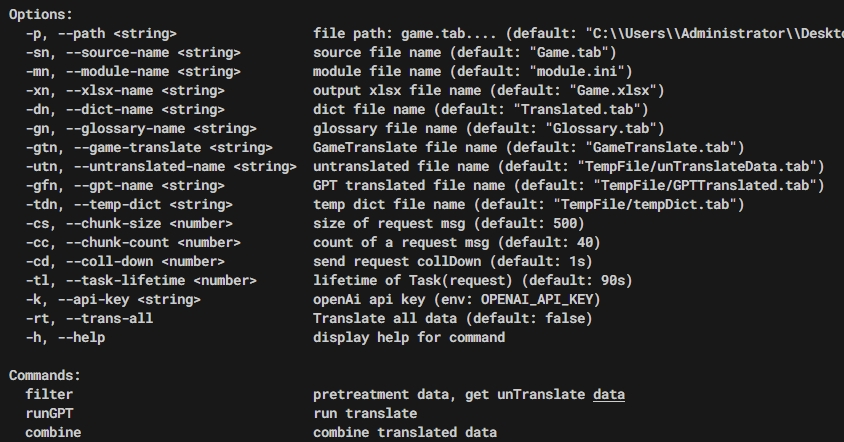 Options:
-p, --path <string> file path: game.tab.... (default: "C:\\Users\\Administrator\\Deskto
-sn, --source-name <string> source file name (default: "Game.tab")
-mn, --module-name <string> module file name (default: "module.ini")
-xn, --xlsx-name <string> output xlsx file name (default: "Game.xlsx")
-dn, --dict-name <string> dict file name (default: "Translated.tab")
-gn, --glossary-name <string> glossary file name (default: "Glossary.tab")
-gtn, --game-translate <string> GameTranslate file name (default: "GameTranslate.tab")
-utn, --untranslated-name <string> untranslated file name (default: "TempFile/unTranslateData.tab")
-gfn, --gpt-name <string> GPT translated file name (default: "TempFile/GPTTranslated.tab")
-tdn, --temp-dict <string> temp dict file name (default: "TempFile/tempDict.tab")
-cs, --chunk-size <number> size of request msg (default: 500)
-cc, --chunk-count <number> count of a request msg (default: 40)
-cd, --coll-down <number> send request collDown (default: 1s)
-tl, --task-lifetime <number> lifetime of Task(request) (default: 90s)
-k, --api-key <string> openAi api key (env: OPENAI_API_KEY)
-rt, --trans-all Translate all data (default: false)
-h, --help display help for command
Commands:
filter pretreatment data, get unTranslate data
runGPT run translate
combine combine translated data